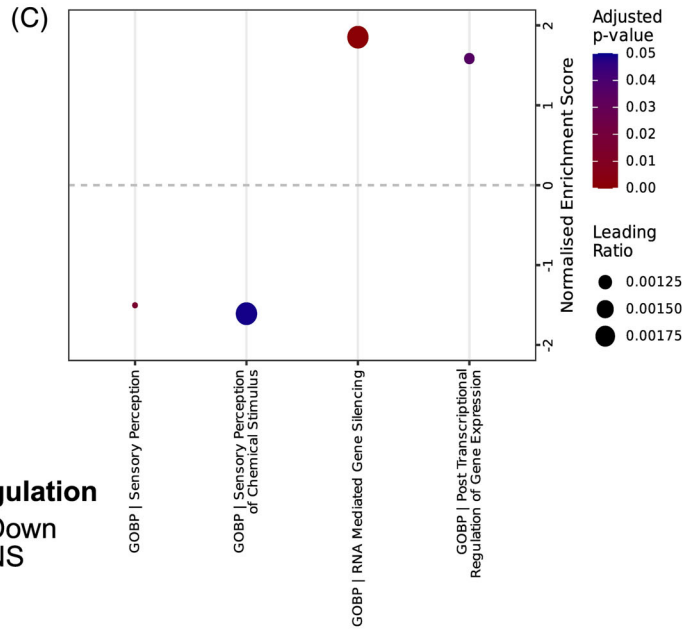 (C)
2
1
0
-1
-2
Normalised Enrichment Score
Adjusted
p-value
0.05
0.04
0.03
0.02
0.01
0.00
Leading
Ratio
0.00125
0.00150
0.00175
GOBP | Sensory Perception
GOBP | Sensory Perception
of Chemical Stimulus
GOBP | RNA Mediated Gene Silencing
GOBP | Post Transcriptional
Regulation of Gene Expression
gulation
Down
NS